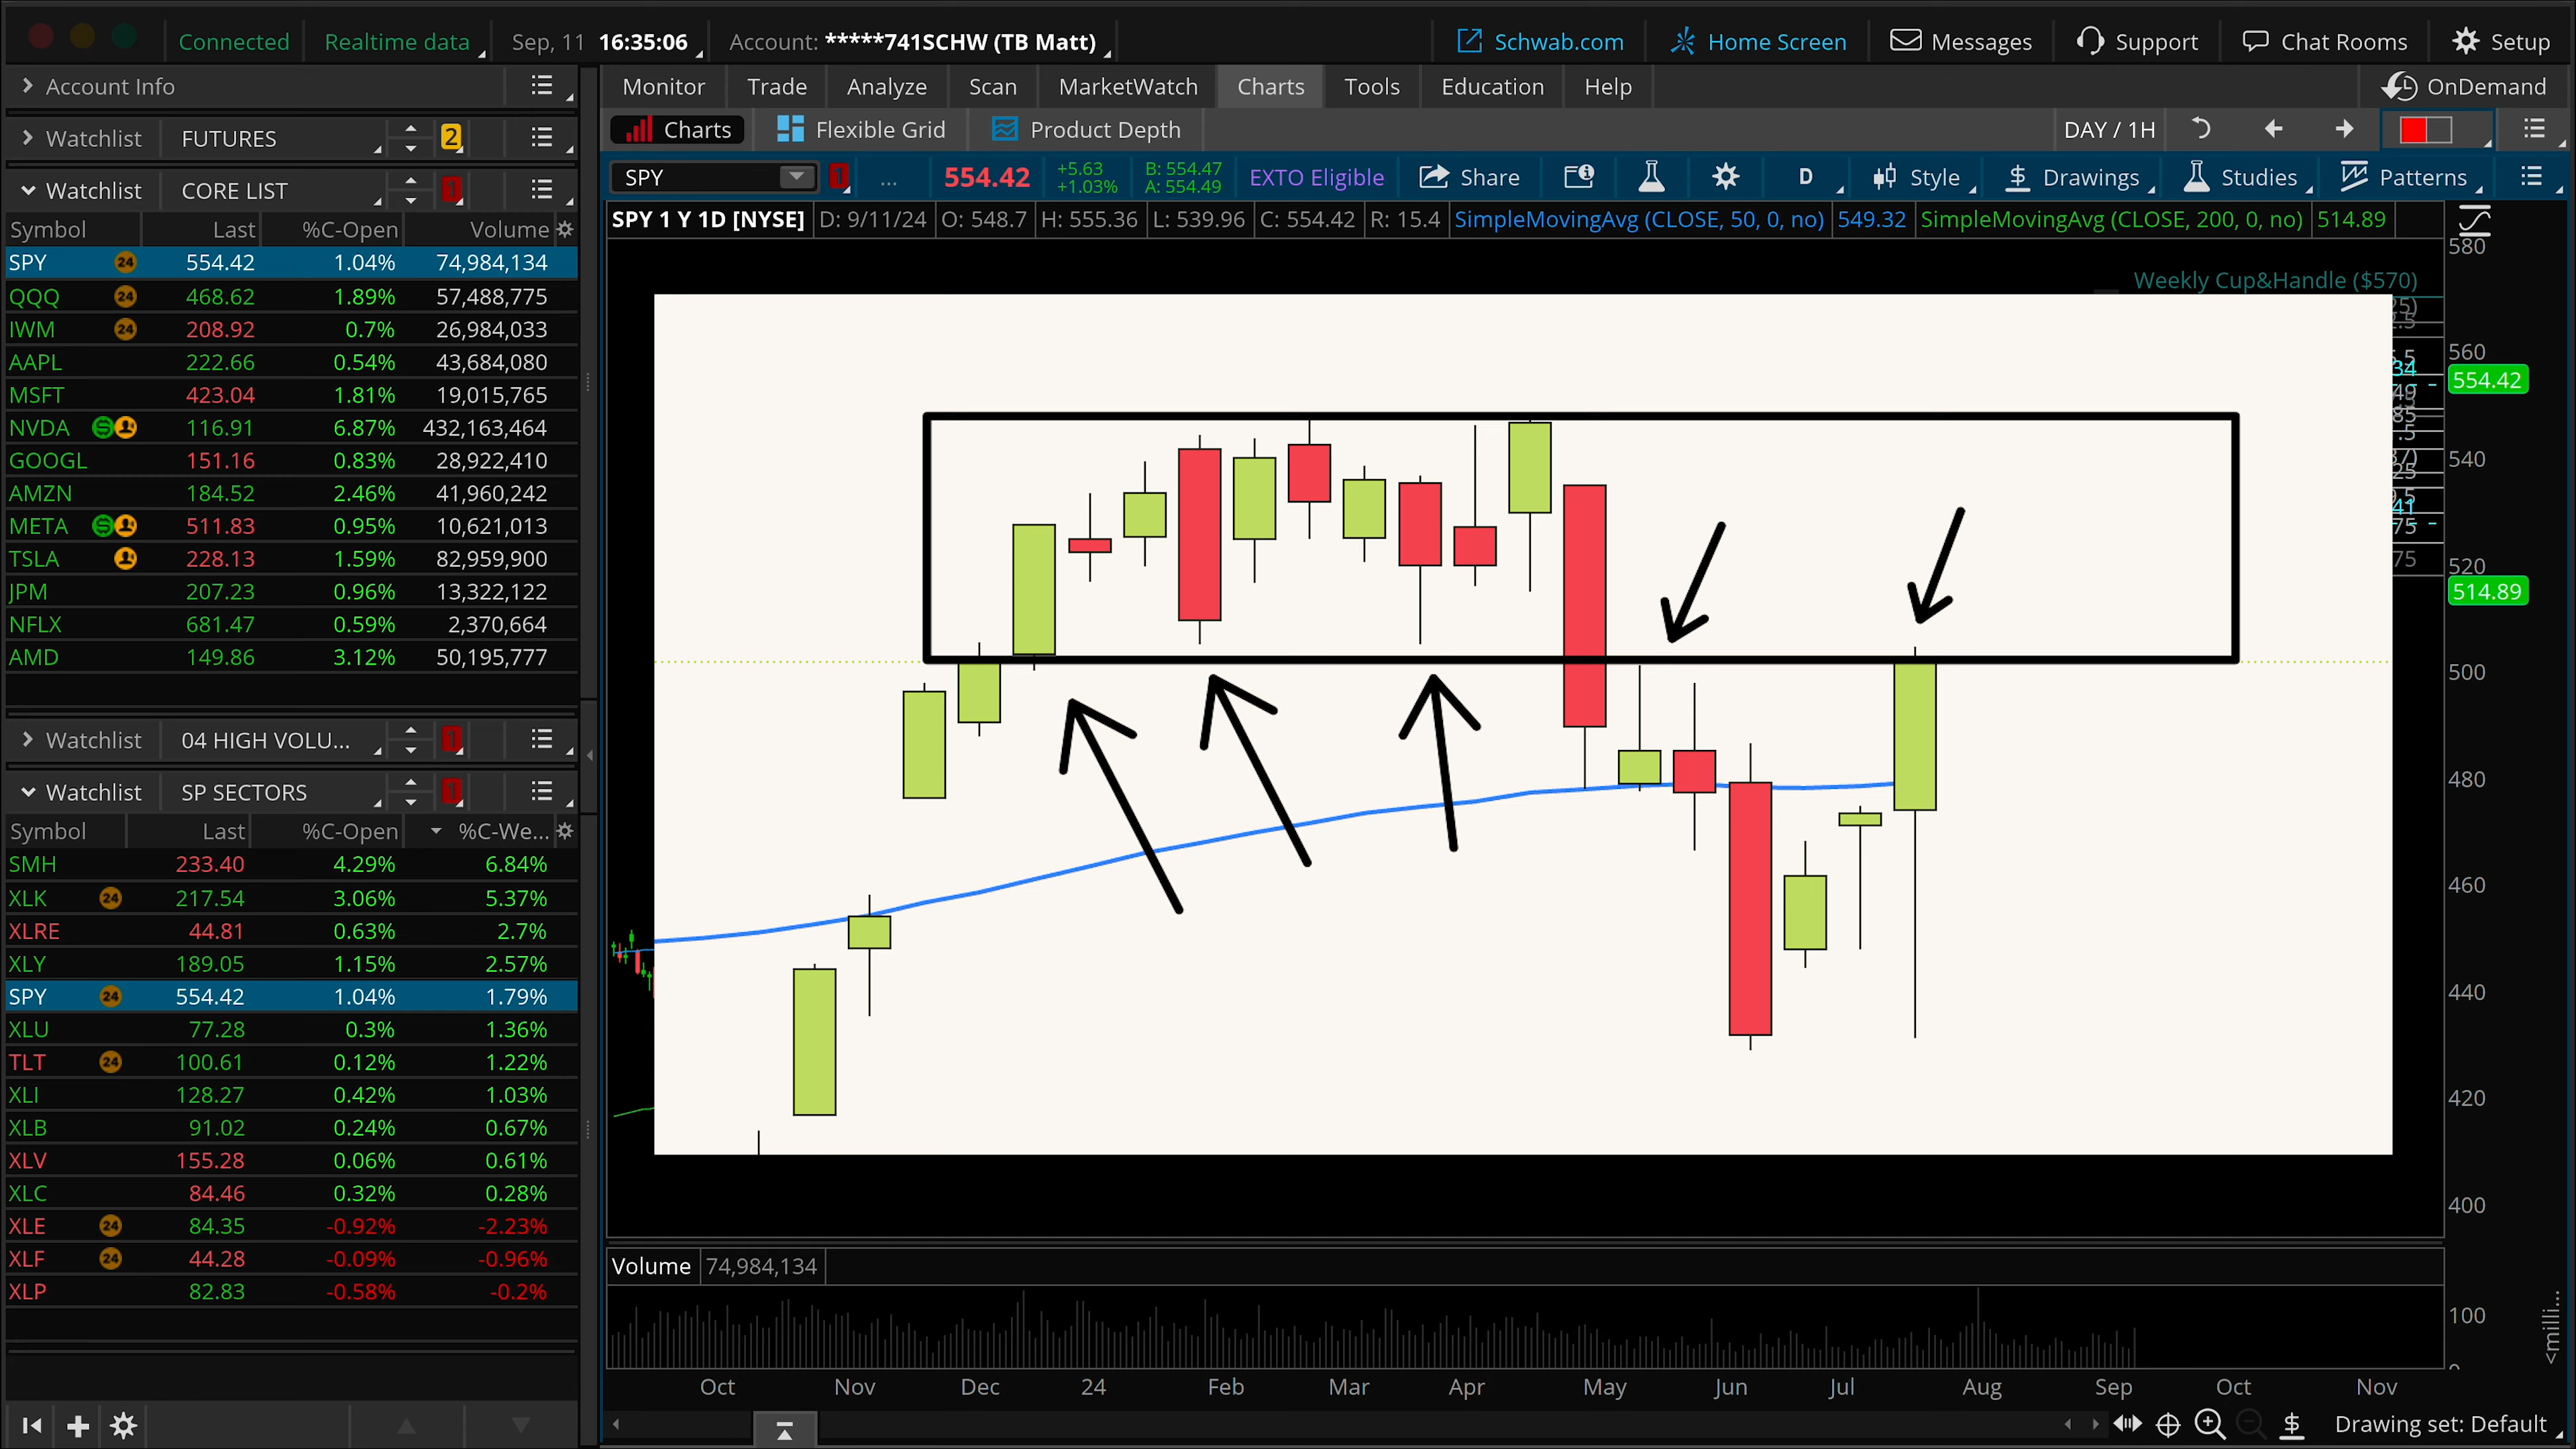 Connected Realtime data Sep, 11 16:35:06 Account: *****741SCHW (TB Matt) Schwab.com Home Screen Messages Support Chat Rooms Setup
Account Info
Monitor Trade Analyze Scan MarketWatch Charts Tools Education Help OnDemand
Watchlist FUTURES 2
Charts Flexible Grid Product Depth DAY / 1H
Watchlist CORE LIST 1
SPY 1 ... 554.42 +5.63 +1.03% B: 554.47 A: 554.49 EXTO Eligible Share D Style Drawings Studies Patterns
SPY 1 Y 1D [NYSE] D: 9/11/24 O: 548.7 H: 555.36 L: 539.96 C: 554.42 R: 15.4 SimpleMovingAvg (CLOSE, 50, 0, no) 549.32 SimpleMovingAvg (CLOSE, 200, 0, no) 514.89
Symbol Last %C-Open Volume
SPY 24 554.42 1.04% 74,984,134
QQQ 24 468.62 1.89% 57,488,775
IWM 24 208.92 0.7% 26,984,033
AAPL 222.66 0.54% 43,684,080
MSFT 423.04 1.81% 19,015,765
NVDA S 116.91 6.87% 432,163,464
GOOGL 151.16 0.83% 28,922,410
AMZN 184.52 2.46% 41,960,242
META S 511.83 0.95% 10,621,013
TSLA 228.13 1.59% 82,959,900
JPM 207.23 0.96% 13,322,122
NFLX 681.47 0.59% 2,370,664
AMD 149.86 3.12% 50,195,777
Watchlist 04 HIGH VOLU... 1
Watchlist SP SECTORS 1
Symbol Last %C-Open %C-We...
SMH 233.40 4.29% 6.84%
XLK 24 217.54 3.06% 5.37%
XLRE 44.81 0.63% 2.7%
XLY 189.05 1.15% 2.57%
SPY 24 554.42 1.04% 1.79%
XLU 77.28 0.3% 1.36%
TLT 24 100.61 0.12% 1.22%
XLI 128.27 0.42% 1.03%
XLB 91.02 0.24% 0.67%
XLV 155.28 0.06% 0.61%
XLC 84.46 0.32% 0.28%
XLE 24 84.35 -0.92% -2.23%
XLF 24 44.28 -0.09% -0.96%
XLP 82.83 -0.58% -0.2%
Weekly Cup&Handle ($570)
580
560
554.42
540
520
514.89
500
480
460
440
420
400
Volume 74,984,134
100
<milli...
Oct Nov Dec 24 Feb Mar Apr May Jun Jul Aug Sep Oct Nov
Drawing set: Default